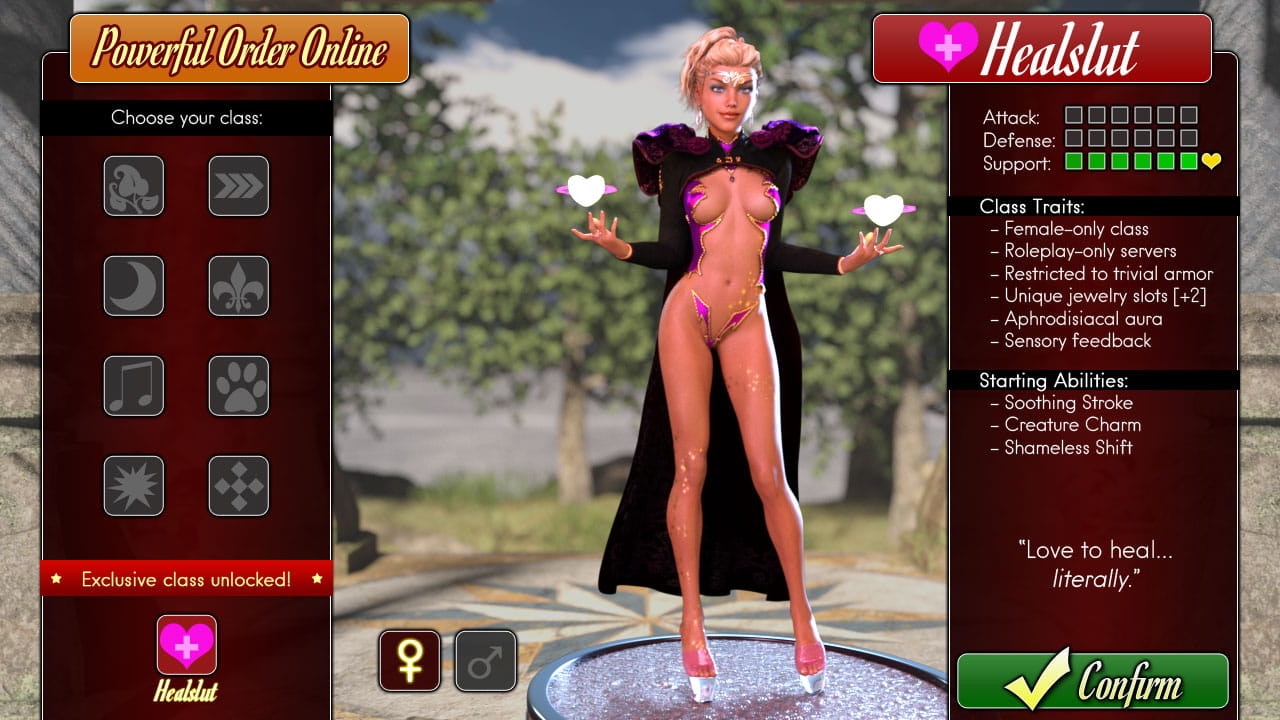 Powerful Order Online
Healslut
Choose your class:
Attack:
Defense:
Support:
Class Traits:
– Female-only class
– Roleplay-only servers
– Restricted to trivial armor
– Unique jewelry slots [+2]
– Aphrodisiacal aura
– Sensory feedback
Starting Abilities:
– Soothing Stroke
– Creature Charm
– Shameless Shift
“Love to heal...
literally.”
Exclusive class unlocked!
Healslut
Confirm